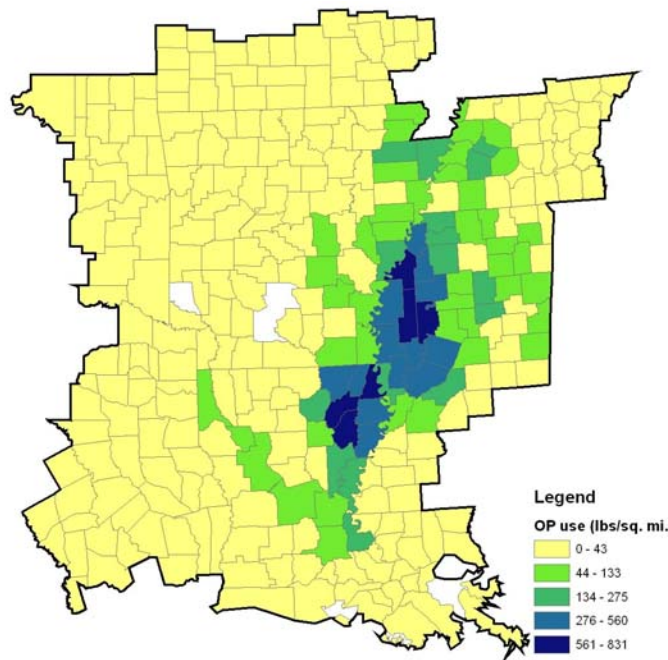 Legend
OP use (lbs/sq. mi.
0 - 43
44 - 133
134 - 275
276 - 560
561 - 831